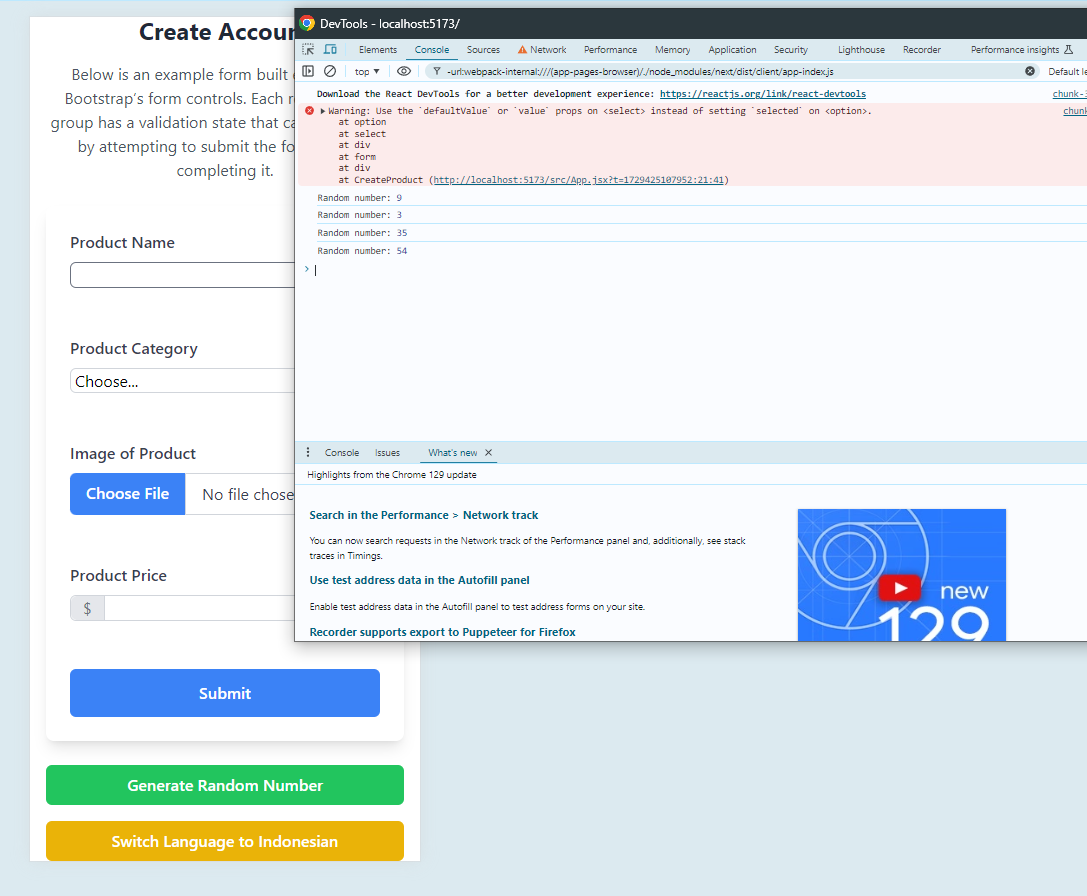 Create Accoun
Below is an example form built
Bootstrap's form controls. Each r
group has a validation state that ca
by attempting to submit the fo
completing it.
Product Name
Product Category
Choose...
Image of Product
Choose File
No file chose
Product Price
$
Submit
Generate Random Number
Switch Language to Indonesian
DevTools - localhost:5173/
Elements Console Sources Network Performance Memory Application Security Lighthouse Recorder Performance insights
top ▼ -url:webpack-internal:///(app-pages-browser)/./node_modules/next/dist/client/app-index.js Default le
Download the React DevTools for a better development experience: https://reactjs.org/link/react-devtools chunk-
Warning: Use the `defaultValue` or `value` props on <select> instead of setting `selected` on <option>. chunk
at option
at select
at div
at form
at div
at CreateProduct (http://localhost:5173/src/App.jsx?t=1729425107952:21:41)
Random number: 9
Random number: 3
Random number: 35
Random number: 54
>
Console Issues What's new ×
Highlights from the Chrome 129 update
Search in the Performance > Network track
You can now search requests in the Network track of the Performance panel and, additionally, see stack
traces in Timings.
Use test address data in the Autofill panel
Enable test address data in the Autofill panel to test address forms on your site.
Recorder supports export to Puppeteer for Firefox
new
129